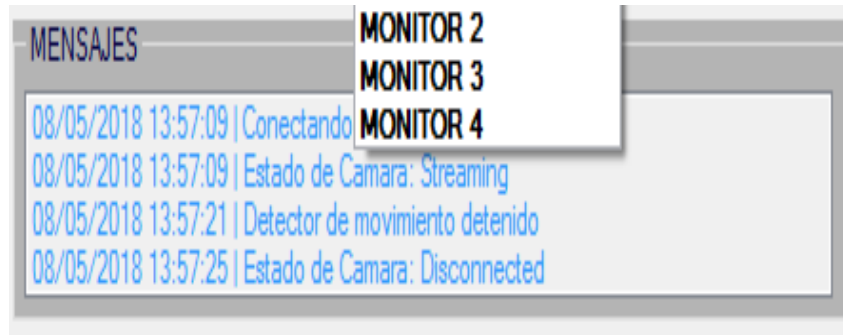 MENSAJES
MONITOR 2
MONITOR 3
MONITOR 4
08/05/2018 13:57:09 | Conectando
08/05/2018 13:57:09 | Estado de Camara: Streaming
08/05/2018 13:57:21 | Detector de movimiento detenido
08/05/2018 13:57:25 | Estado de Camara: Disconnected